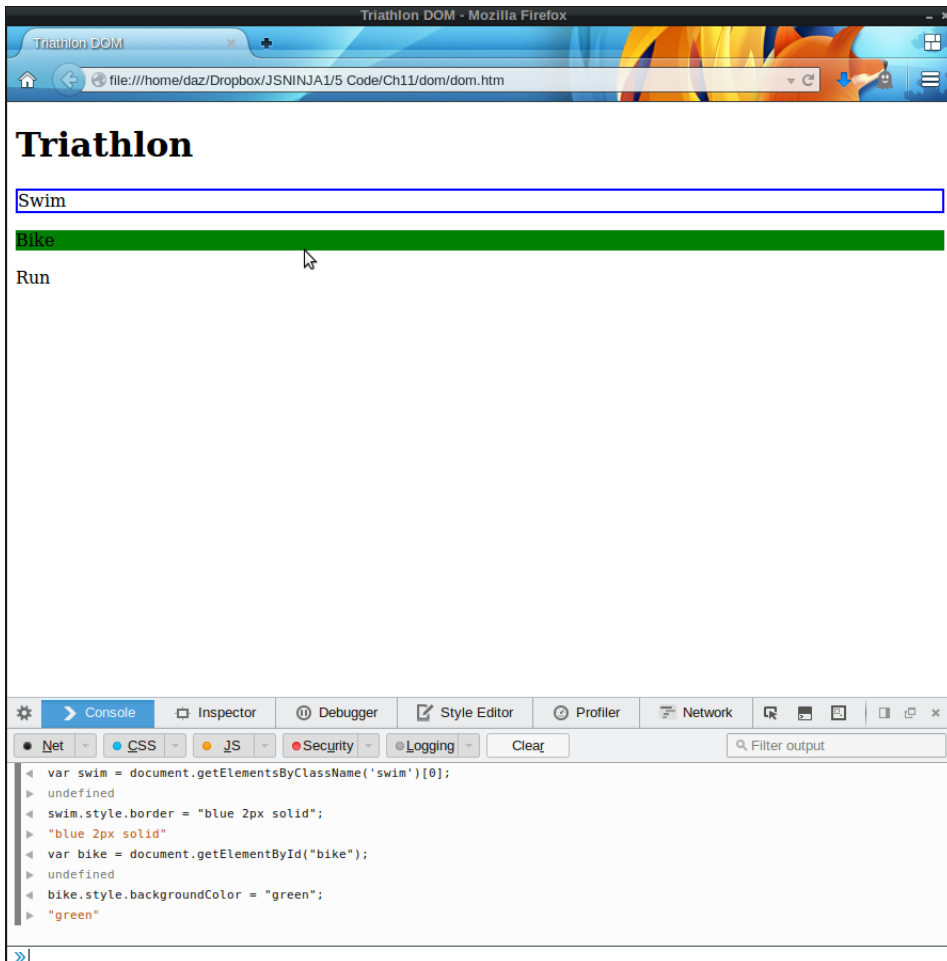 Triathlon DOM - Mozilla Firefox
Triathlon DOM
file:///home/daz/Dropbox/JSNINJA1/5 Code/Ch11/dom/dom.htm
Triathlon
Swim
Bike
Run
Console Inspector Debugger Style Editor Profiler Network
Net CSS JS Security Logging Clear Filter output
var swim = document.getElementsByClassName('swim')[0];
undefined
swim.style.border = "blue 2px solid";
"blue 2px solid"
var bike = document.getElementById("bike");
undefined
bike.style.backgroundColor = "green";
"green"